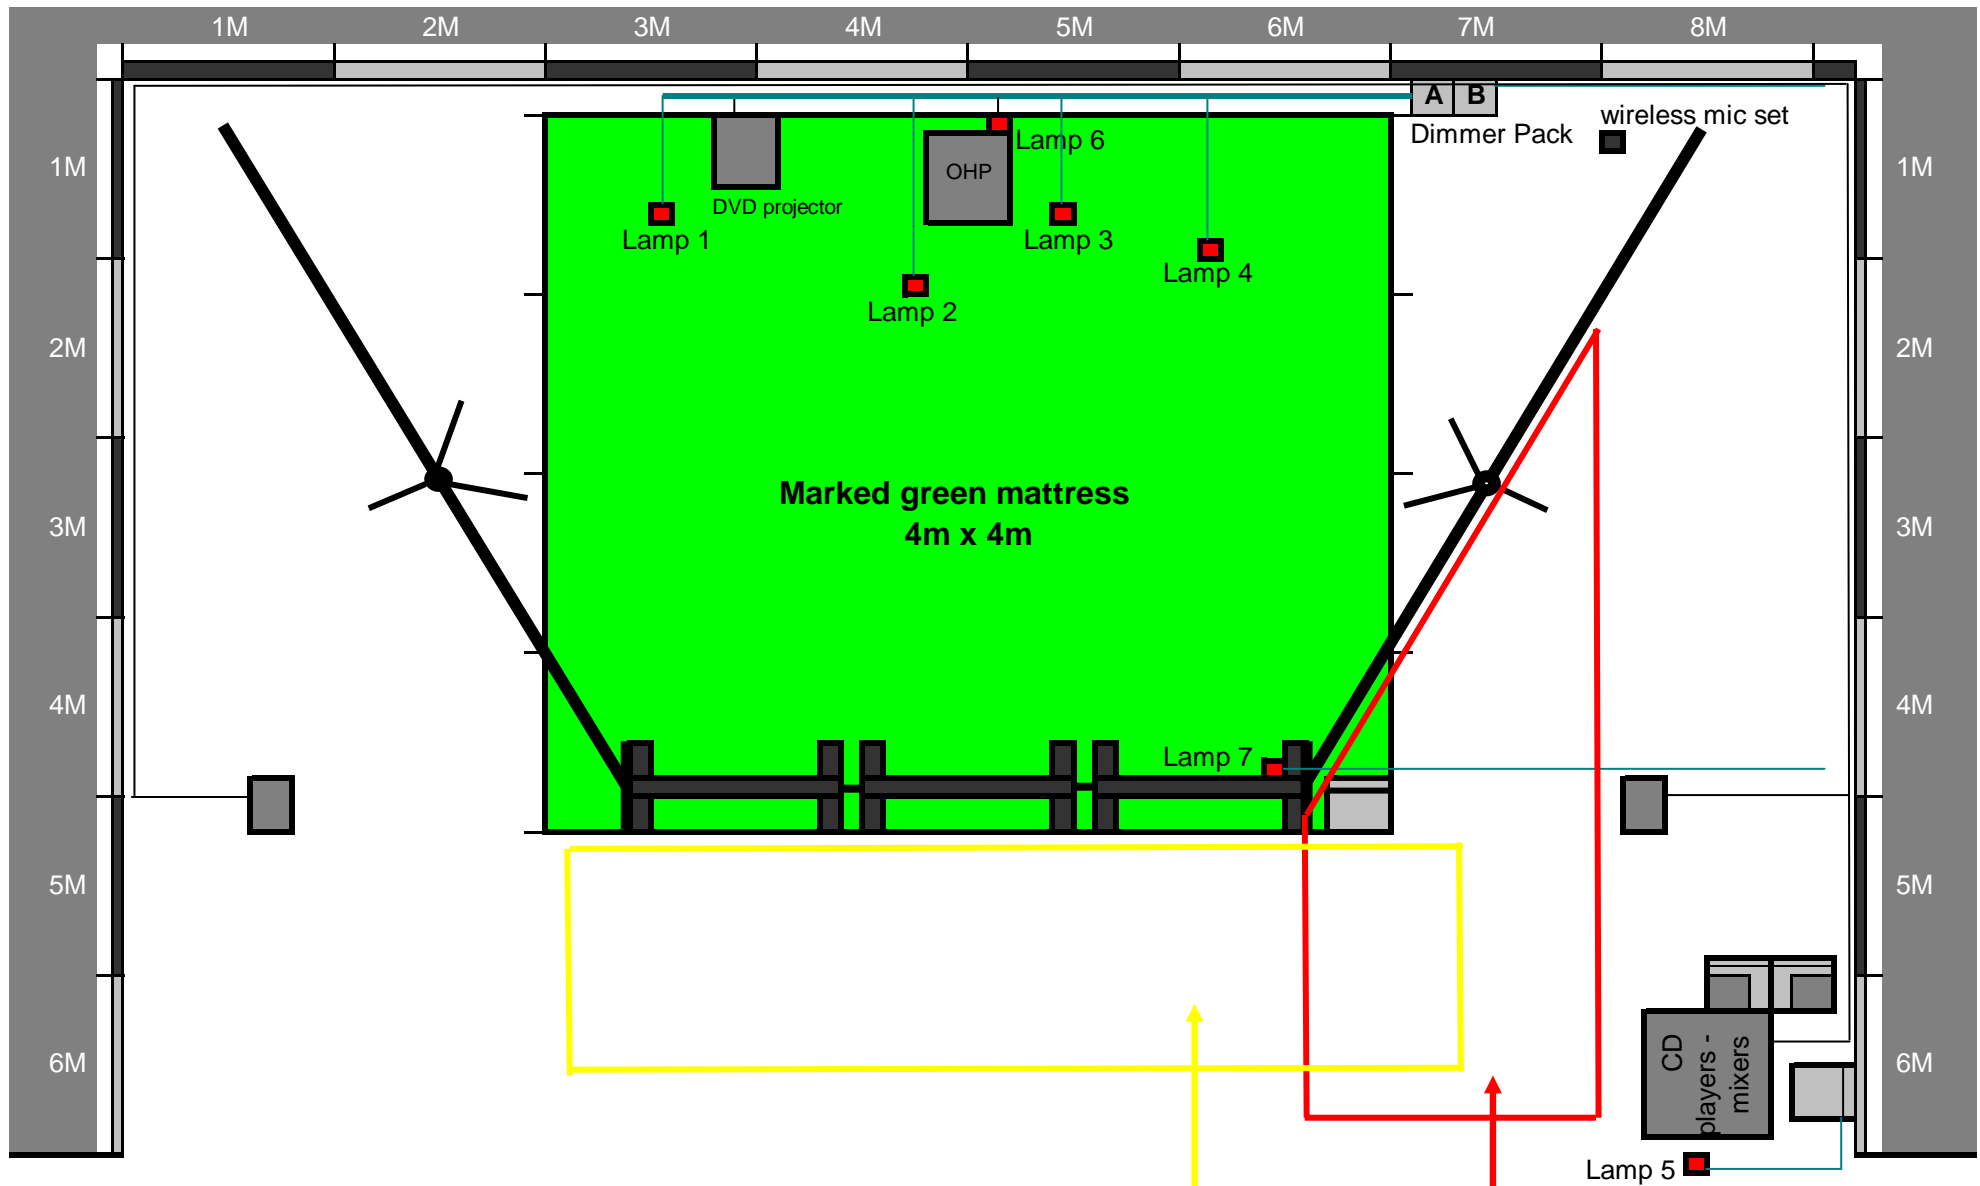 1M 2M 3M 4M 5M 6M 7M 8M
A B
wireless mic set
Dimmer Pack
Lamp 6
1M
OHP
1M
DVD projector
Lamp 1
Lamp 3
Lamp 4
Lamp 2
2M
2M
Marked green mattress
4m x 4m
3M
3M
4M
4M
Lamp 7
5M
5M
CD
players -
mixers
6M
6M
Lamp 5